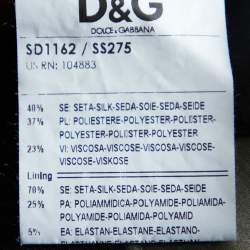 D&G
DOLCE & GABBANA
SD1162 / SS275
US RN: 104883
40% SE: SETA-SILK-SEDA-SOIE-SEDA-SEIDE
37% PL: POLIESTERE-POLYESTER-POLIESTER-
POLYESTER-POLIESTER-POLYESTER
23% VI: VISCOSA-VISCOSE-VISCOSA-VISCOSE-
VISCOSE-VISKOSE
Lining
70% SE: SETA-SILK-SEDA-SOIE-SEDA-SEIDE
25% PA: POLIAMMIDICA-POLYAMIDE-POLIAMIDA-
POLYAMIDE-POLIAMIDA-POLYAMID
5% EA: ELASTAN-ELASTANE-ELASTANO-